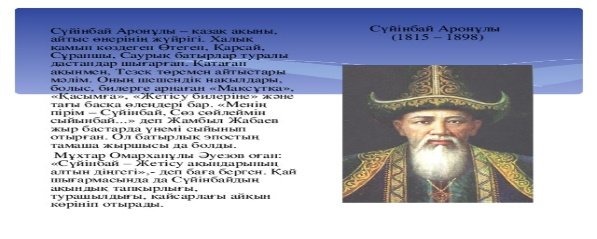 Сүйінбай Аронұлы – қазақ ақыны,
айтыс өнерінің жүйрігі. Халық
қамын көздеген Өтеген, Қарсай,
Сұраншы, Саурық батырлар туралы
дастандар шығарған. Қатаған
ақынмен, Тезек төремен айтыстары
мәлім. Оның шешендік нақылдары,
болыс, билерге арнаған «Мақсұтқа»,
«Қасымға», «Жетісу билеріне» және
тағы басқа өлеңдері бар. «Менің
пірім – Сүйінбай, Сөз сөйлеймін
сыйынбай...» деп Жамбыл Жабаев
жыр бастарда үнемі сыйынып
отырған. Ол батырлық эпостың
тамаша жыршысы да болды.
Мұхтар Омарханұлы Әуезов оған:
«Сүйінбай – Жетісу ақындарының
алтын діңгегі»,- деп баға берген. Қай
шығармасында да Сүйінбайдың
ақындық тапқырлығы,
турашылдығы, қайсарлығы айқын
көрініп отырады.
Сүйінбай Аронұлы
(1815 – 1898)